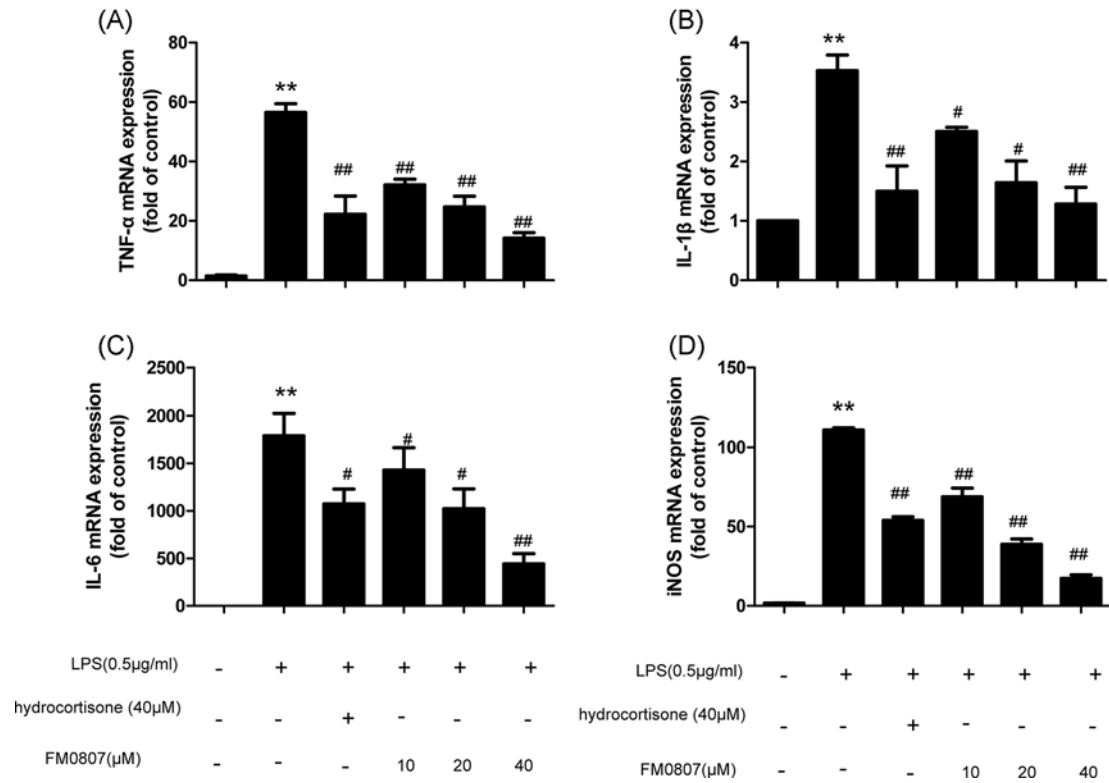 (A)
TNF-α mRNA expression
(fold of control)
80
60
40
20
0
**
##
##
##
##
(B)
IL-1β mRNA expression
(fold of control)
4
3
2
1
0
**
##
#
#
##
(C)
IL-6 mRNA expression
(fold of control)
2500
2000
1500
1000
500
0
**
#
#
#
##
(D)
iNOS mRNA expression
(fold of control)
150
100
50
0
**
##
##
##
##
LPS(0.5μg/ml) - + + + + +
hydrocortisone (40μM) - - + - - -
FM0807(μM) - - - 10 20 40
LPS(0.5μg/ml) - + + + + +
hydrocortisone (40μM) - - + - - -
FM0807(μM) - - - 10 20 40